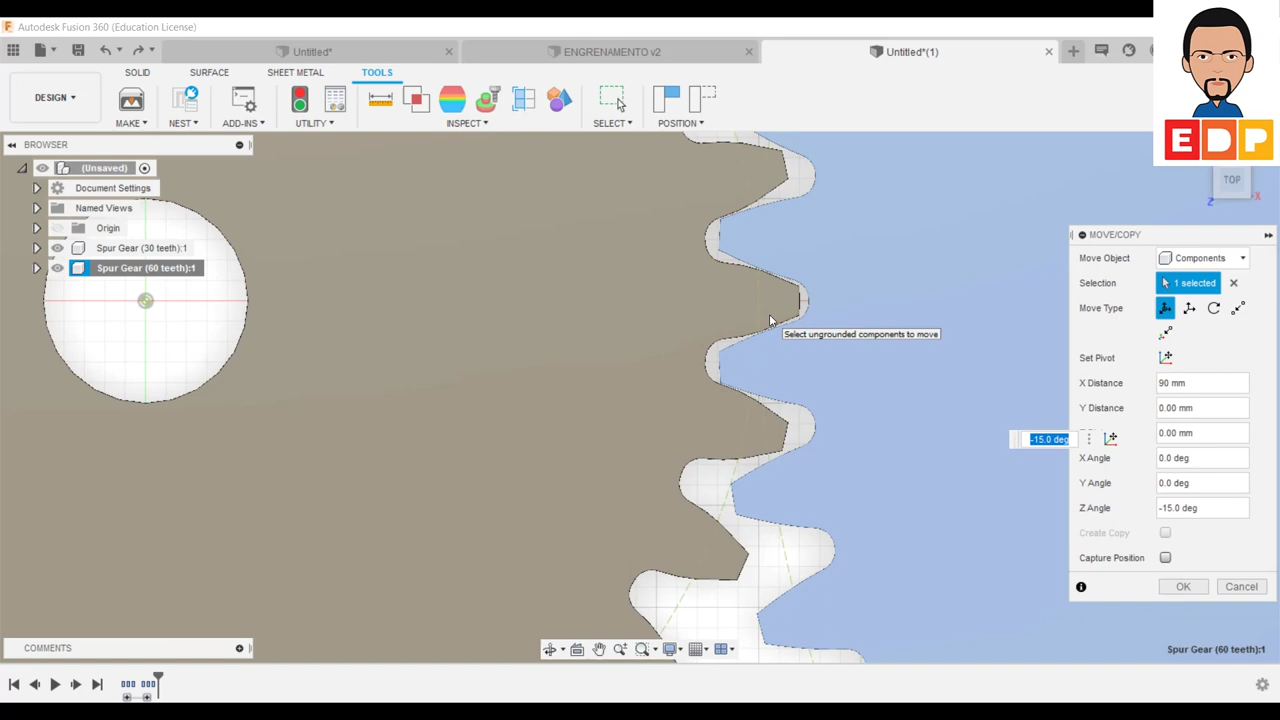 Autodesk Fusion 360 (Education License)
Untitled*
ENGRENAMENTO v2
Untitled*(1)
SOLID
SURFACE
SHEET METAL
TOOLS
DESIGN
MAKE
NEST
ADD-INS
UTILITY
INSPECT
SELECT
POSITION
EDP
TOP
X
Z
BROWSER
(Unsaved)
Document Settings
Named Views
Origin
Spur Gear (30 teeth):1
Spur Gear (60 teeth):1
Select ungrounded components to move
-15.0 deg
MOVE/COPY
Move Object Components
Selection 1 selected
Move Type
Set Pivot
X Distance 90 mm
Y Distance 0.00 mm
0.00 mm
X Angle 0.0 deg
Y Angle 0.0 deg
Z Angle -15.0 deg
Create Copy
Capture Position
OK Cancel
COMMENTS
Spur Gear (60 teeth):1